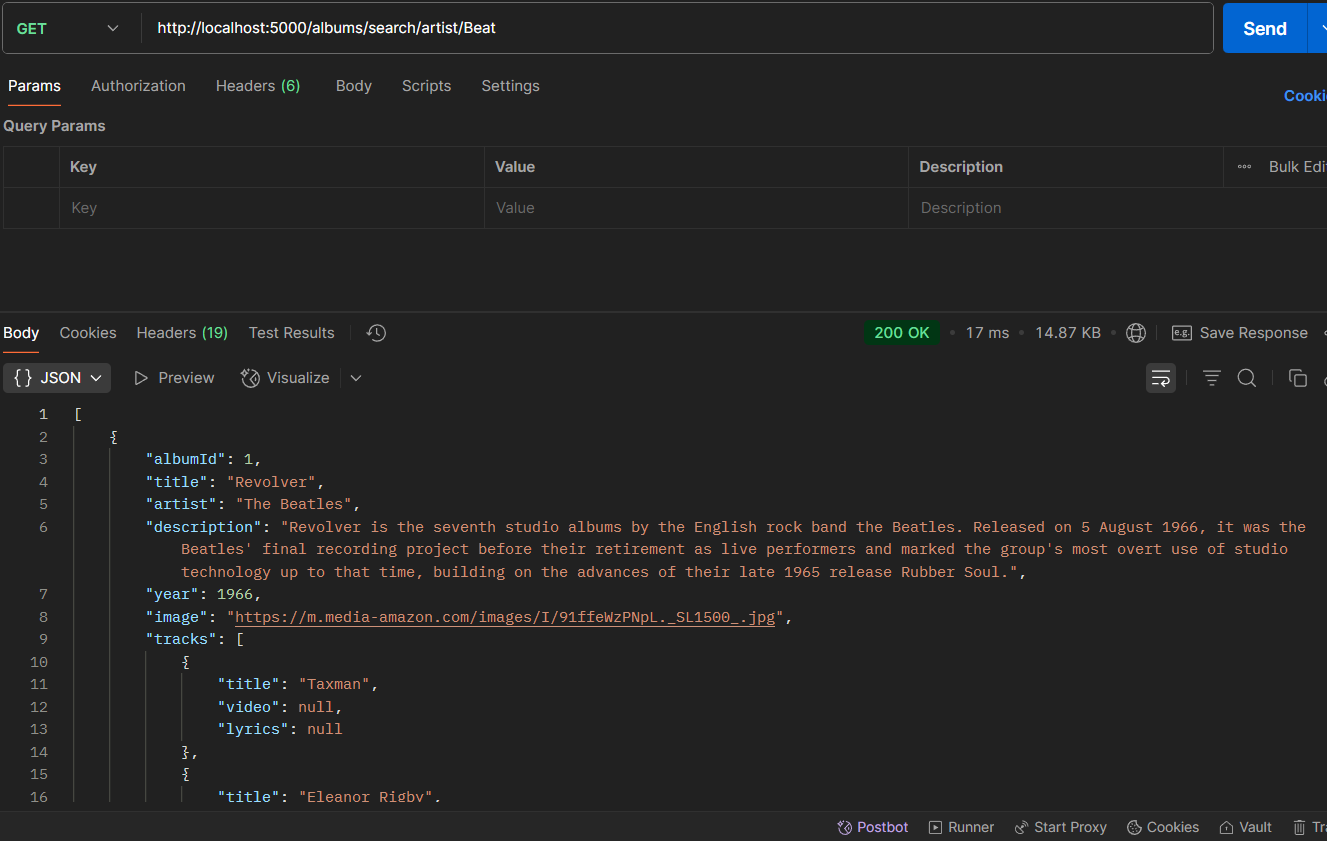 GET http://localhost:5000/albums/search/artist/Beat Send
Params Authorization Headers (6) Body Scripts Settings
Query Params
Key Value Description Bulk Edi
Key Value Description
Body Cookies Headers (19) Test Results 200 OK • 17 ms • 14.87 KB • e.g. Save Response
{} JSON Preview Visualize
1 [
2 {
3 "albumId": 1,
4 "title": "Revolver",
5 "artist": "The Beatles",
6 "description": "Revolver is the seventh studio albums by the English rock band the Beatles. Released on 5 August 1966, it was the
Beatles' final recording project before their retirement as live performers and marked the group's most overt use of studio
technology up to that time, building on the advances of their late 1965 release Rubber Soul.",
7 "year": 1966,
8 "image": "https://m.media-amazon.com/images/I/91ffeWzPNpL._SL1500_.jpg",
9 "tracks": [
10 {
11 "title": "Taxman",
12 "video": null,
13 "lyrics": null
14 },
15 {
16 "title": "Eleanor Rigby",
Postbot Runner Start Proxy Cookies Vault